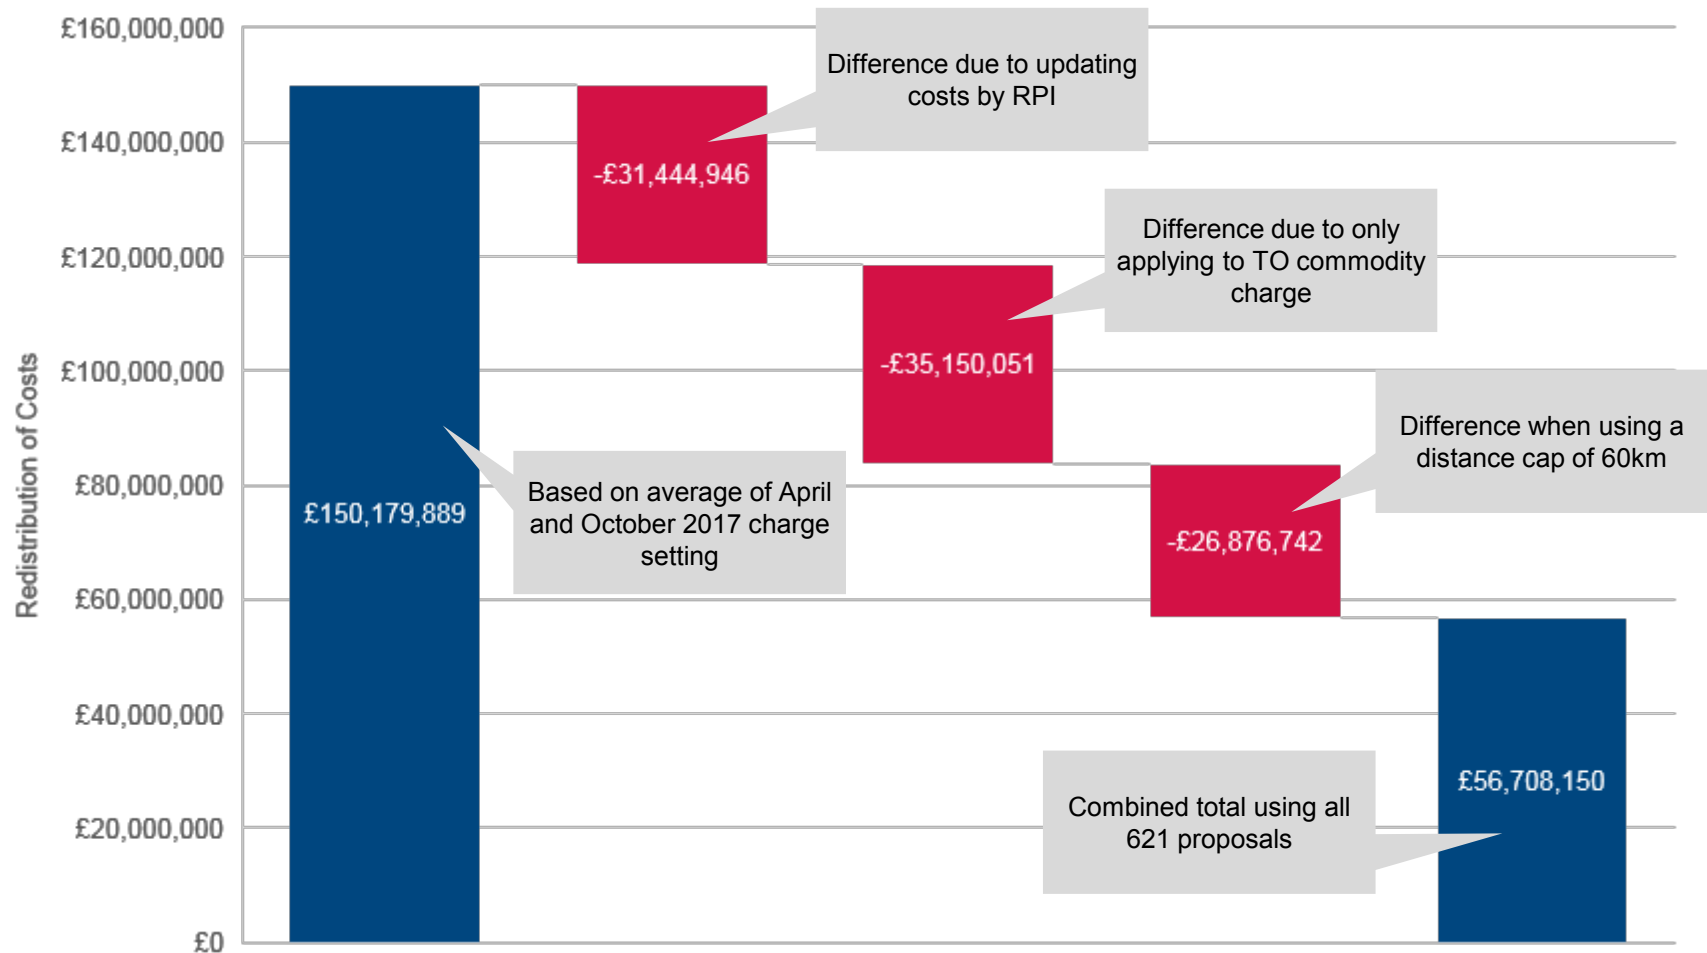 £160,000,000
£140,000,000
£120,000,000
£100,000,000
£80,000,000
£60,000,000
£40,000,000
£20,000,000
£0
Redistribution of Costs
£150,179,889
Based on average of April
and October 2017 charge
setting
-£31,444,946
Difference due to updating
costs by RPI
-£35,150,051
Difference due to only
applying to TO commodity
charge
-£26,876,742
Difference when using a
distance cap of 60km
£56,708,150
Combined total using all
621 proposals